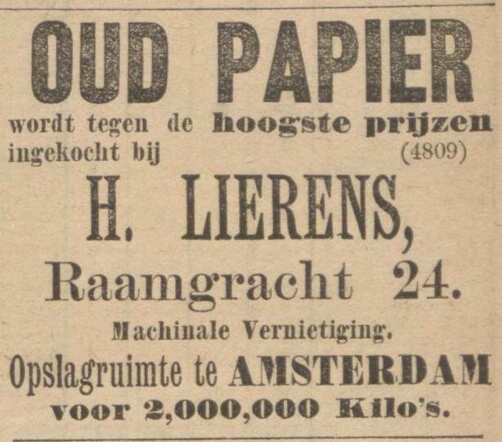 OUD PAPIER
wordt tegen de hoogste prijzen
ingekocht bij (4809)
H. LIERENS,
Raamgracht 24.
Machinale Vernietiging.
Opslagruimte te AMSTERDAM
voor 2,000,000 Kilo's.